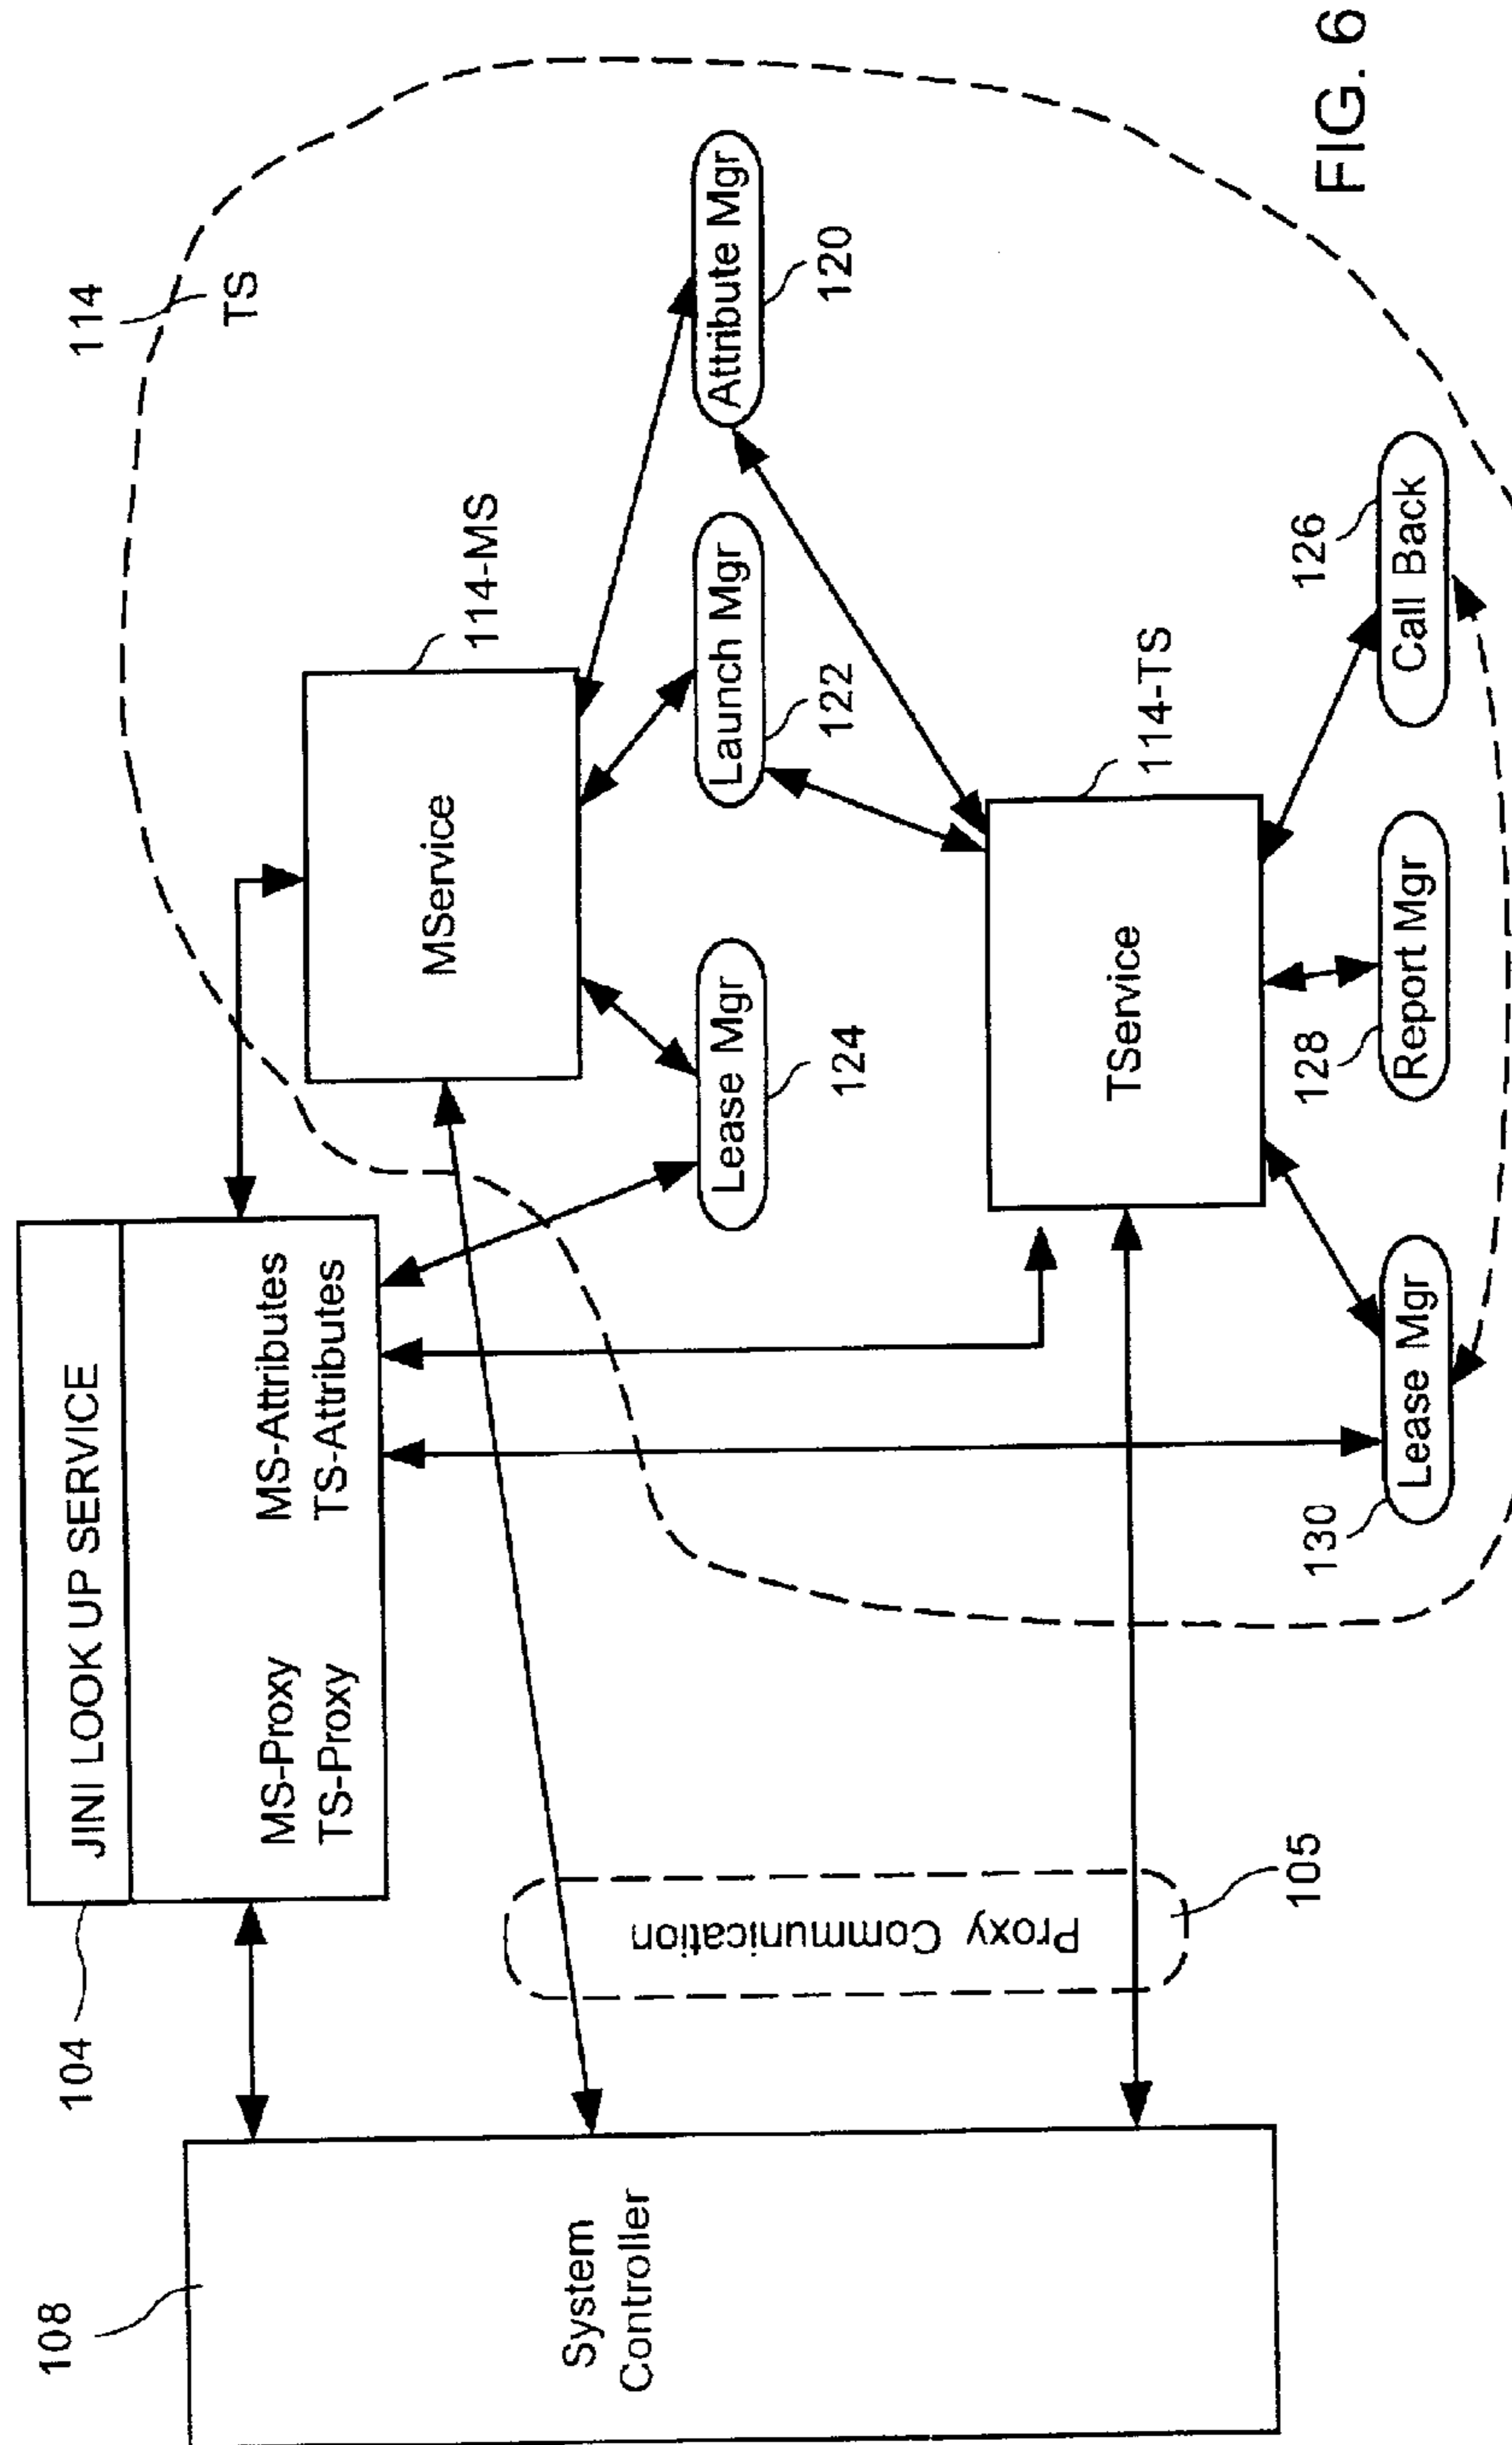 108
104
JINI LOOK UP SERVICE
MS-Proxy
TS-Proxy
MS-Attributes
TS-Attributes
114
TS
System
Controller
Proxy Communication
105
MService
114-MS
Lease Mgr
124
Launch Mgr
122
Attribute Mgr
120
TService
114-TS
130
Lease Mgr
128
Report Mgr
126
Call Back
FIG. 6